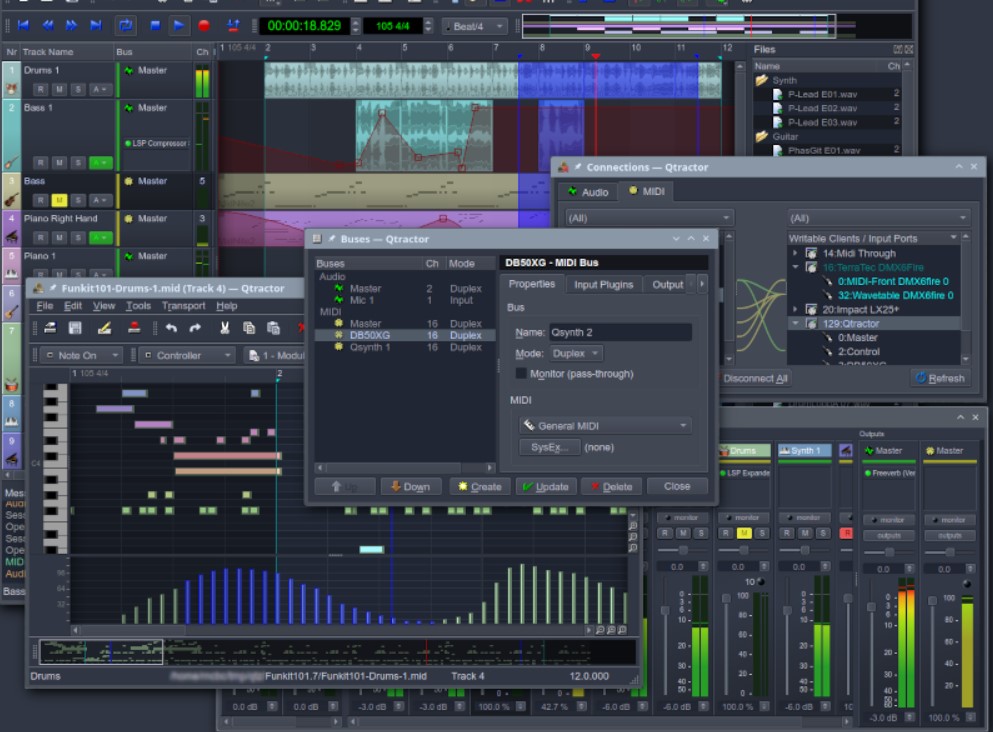 00:00:18.829
105 4/4
Beat/4
Nr Track Name Bus Ch
1 105 4/4 2 3 4 5 6 7 8 9 10 11 12
Files
Name Ch
Synth
P-Lead E01.wav 2
P-Lead E02.wav 2
P-Lead E03.wav 2
Guitar
PhasGit E01.wav 2
1 Drums 1 Master
R M S A
2 Bass 1 Master
LSP Compressor
R M S A
3 Bass Master 5
R M S A
4 Piano Right Hand Master 3
R M S A
5 Piano 1 Master
6
7
8
9
Connections — Qtractor
Audio MIDI
(All) (All)
Writable Clients / Input Ports
14:Midi Through
16:TerraTec DMX6Fire
0:MIDI-Front DMX6fire 0
32:Wavetable DMX6fire 0
20:Impact LX25+
129:Qtractor
0:Master
2:Control
Disconnect All Refresh
Buses — Qtractor
Buses Ch Mode
Audio
Master 2 Duplex
Mic 1 1 Input
MIDI
Master 16 Duplex
DB50XG 16 Duplex
Qsynth 1 16 Duplex
DB50XG - MIDI Bus
Properties Input Plugins Output
Bus
Name: Qsynth 2
Mode: Duplex
Monitor (pass-through)
MIDI
General MIDI
SysEx... (none)
Up Down Create Update Delete Close
Funkit101-Drums-1.mid (Track 4) — Qtractor
File Edit View Tools Transport Help
Note On Controller 1 - Modul
1 105 4/4 2
C4
96
64
32
Drums Funkit101.7/Funkit101-Drums-1.mid Track 4 12.0.000
Outputs
Drums Synth 1 Master Master
LSP Expande Freeverb (Ver
monitor monitor monitor monitor monitor
outputs outputs
R M S R M S R M S R
0.0 10 0.0 0.0 0.0
0 3 6 10 20 30 40 50
100 80 60 40 20
0.0 dB 0.0 dB -3.0 dB -3.0 dB 100.0 % 42.7 % -6.0 dB -6.0 dB 100.0 % -6.0 dB -3.0 dB 100.0 %